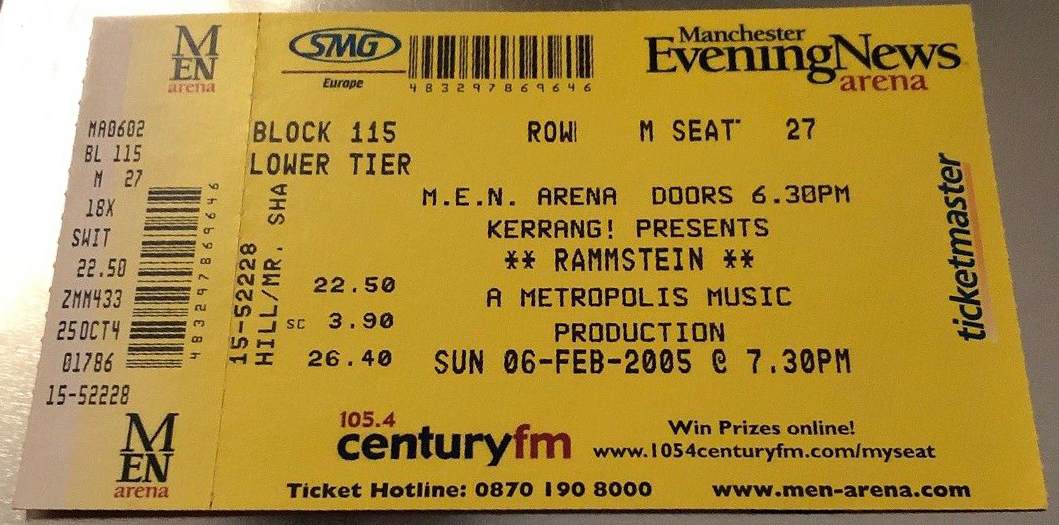 M
EN
arena
MA0602
BL 115
M 27
18X
SWIT
22.50
ZMM433
25OCT4
01786
15-52228
483297869646
M
EN
arena
SMG
Europe
483297869646
Manchester
Evening News
arena
BLOCK 115 ROW M SEAT 27
LOWER TIER
15-52228
HILL/MR. SHA
M.E.N. ARENA DOORS 6.30PM
KERRANG! PRESENTS
** RAMMSTEIN **
22.50 A METROPOLIS MUSIC
SC 3.90 PRODUCTION
26.40 SUN 06-FEB-2005 @ 7.30PM
ticketmaster
105.4
centuryfm
Win Prizes online!
www.1054centuryfm.com/myseat
Ticket Hotline: 0870 190 8000 www.men-arena.com